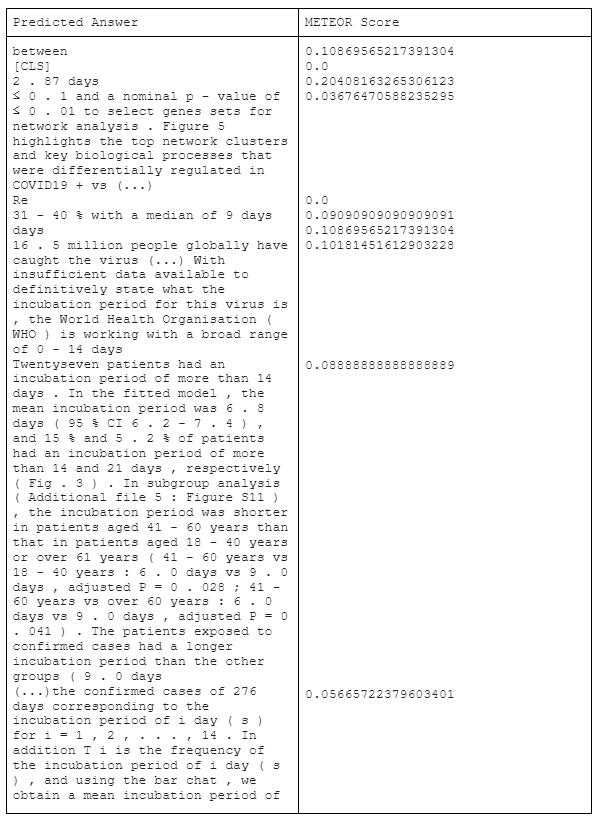 Predicted Answer METEOR Score
between 0.10869565217391304
[CLS] 0.0
2 . 87 days 0.20408163265306123
≤ 0 . 1 and a nominal p - value of 0.03676470588235295
≤ 0 . 01 to select genes sets for
network analysis . Figure 5
highlights the top network clusters
and key biological processes that
were differentially regulated in
COVID19 + vs (...)
Re 0.0
31 - 40 % with a median of 9 days 0.09090909090909091
days 0.10869565217391304
16 . 5 million people globally have 0.10181451612903228
caught the virus (...) With
insufficient data available to
definitively state what the
incubation period for this virus is
, the World Health Organisation (
WHO ) is working with a broad range
of 0 - 14 days
Twentyseven patients had an 0.08888888888888889
incubation period of more than 14
days . In the fitted model , the
mean incubation period was 6 . 8
days ( 95 % CI 6 . 2 - 7 . 4 ) ,
and 15 % and 5 . 2 % of patients
had an incubation period of more
than 14 and 21 days , respectively
( Fig . 3 ) . In subgroup analysis
( Additional file 5 : Figure S11 )
, the incubation period was shorter
in patients aged 41 - 60 years than
that in patients aged 18 - 40 years
or over 61 years ( 41 - 60 years vs
18 - 40 years : 6 . 0 days vs 9 . 0
days , adjusted P = 0 . 028 ; 41 -
60 years vs over 60 years : 6 . 0
days vs 9 . 0 days , adjusted P = 0
. 041 ) . The patients exposed to
confirmed cases had a longer
incubation period than the other
groups ( 9 . 0 days
(...)the confirmed cases of 276 0.05665722379603401
days corresponding to the
incubation period of i day ( s )
for i = 1 , 2 , . . . , 14 . In
addition T i is the frequency of
the incubation period of i day ( s
) , and using the bar chat , we
obtain a mean incubation period of